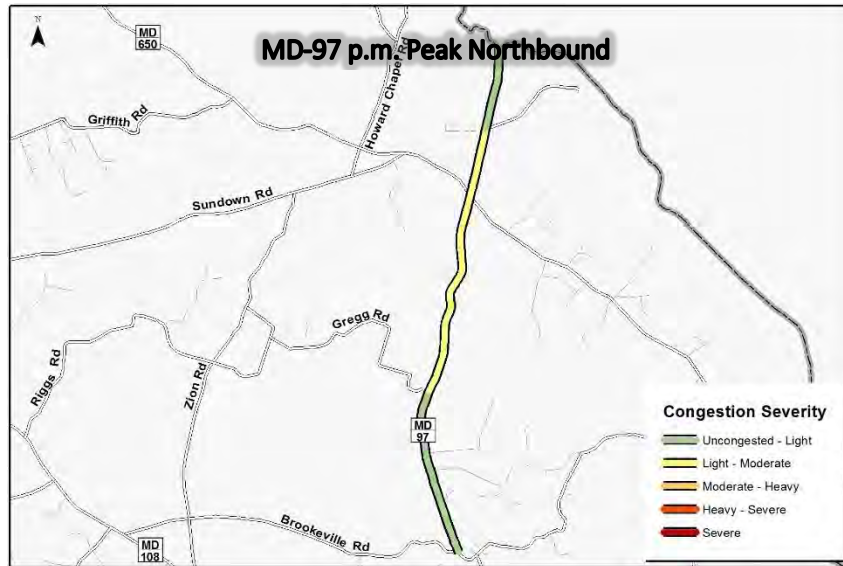 N
MD-97 p.m. Peak Northbound
MD
650
Howard Chapel Rd
Griffith Rd
Sundown Rd
Gregg Rd
Riggs Rd
Zion Rd
MD
97
Brookeville Rd
MD
108
Congestion Severity
Uncongested - Light
Light - Moderate
Moderate - Heavy
Heavy - Severe
Severe